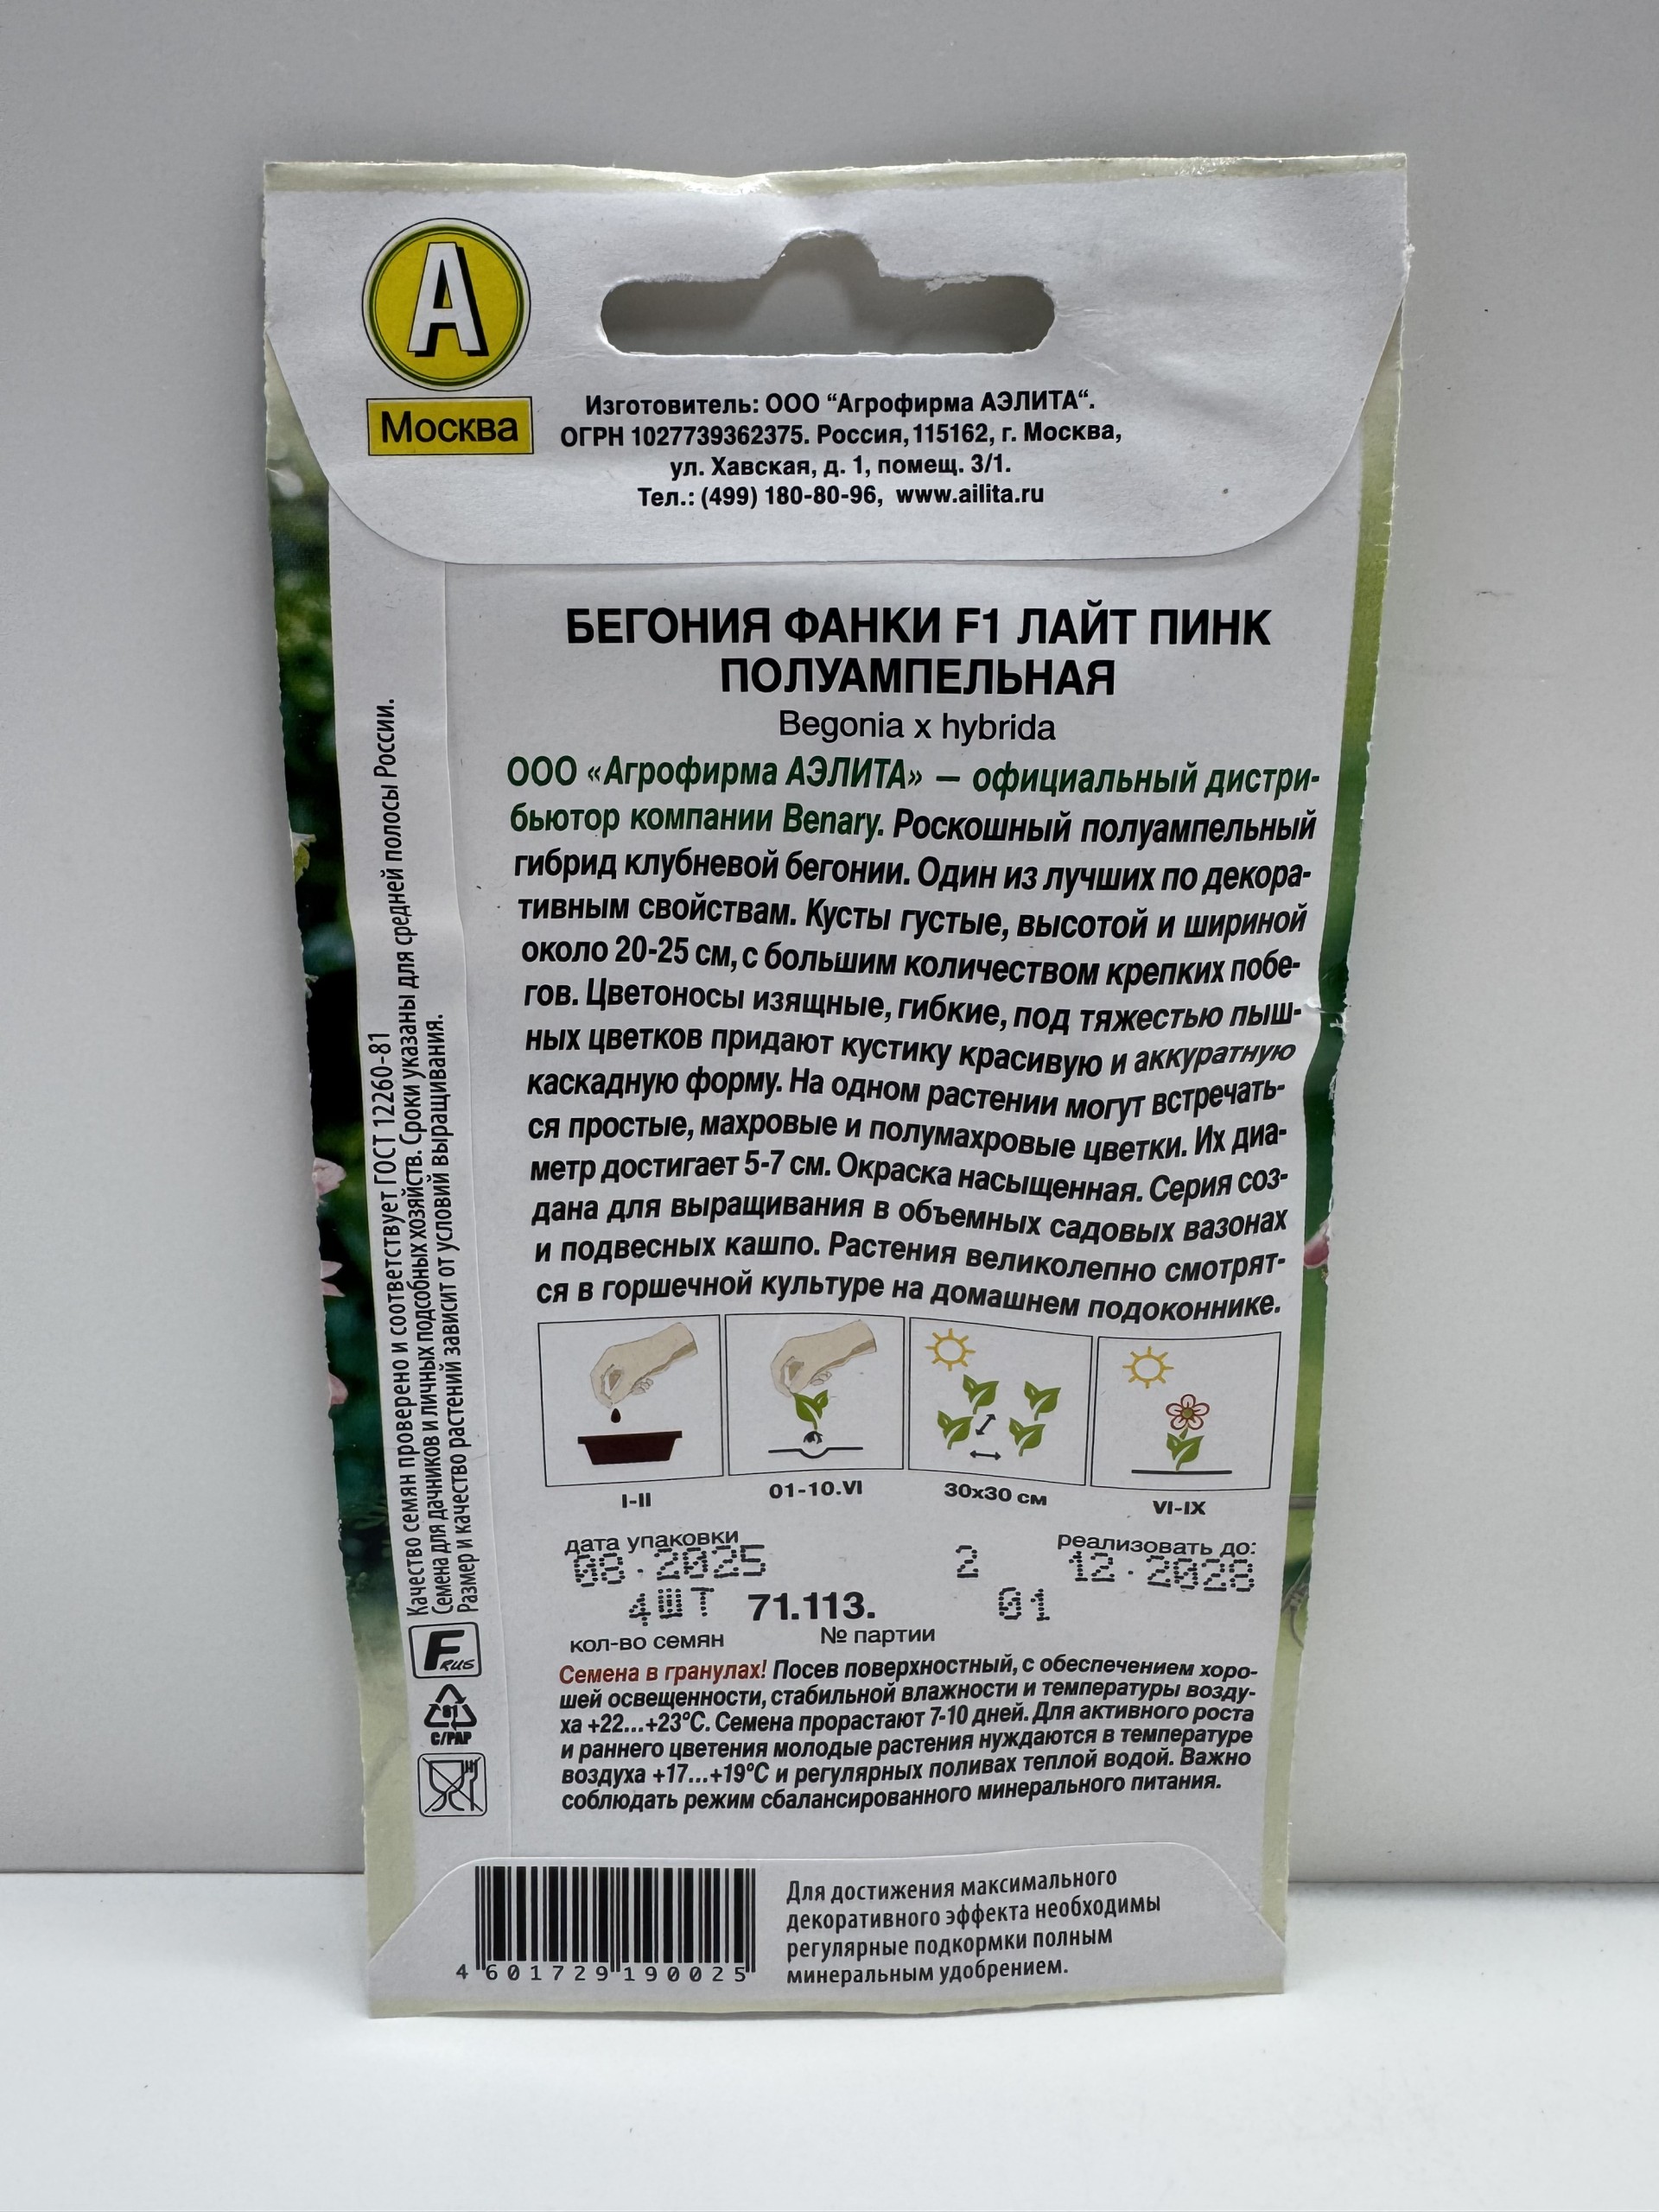 А
Москва
Изготовитель: ООО “Агрофирма АЭЛИТА“.
ОГРН 1027739362375. Россия, 115162, г. Москва,
ул. Хавская, д. 1, помещ. 3/1.
Тел.: (499) 180-80-96, www.ailita.ru
БЕГОНИЯ ФАНКИ F1 ЛАЙТ ПИНК
ПОЛУАМПЕЛЬНАЯ
Begonia x hybrida
ООО «Агрофирма АЭЛИТА» — официальный дистри-
бьютор компании Benary. Роскошный полуампельный
гибрид клубневой бегонии. Один из лучших по декора-
тивным свойствам. Кусты густые, высотой и шириной
около 20-25 см, с большим количеством крепких побе-
гов. Цветоносы изящные, гибкие, под тяжестью пыш-
ных цветков придают кустику красивую и аккуратную
каскадную форму. На одном растении могут встречать-
ся простые, махровые и полумахровые цветки. Их диа-
метр достигает 5-7 см. Окраска насыщенная. Серия соз-
дана для выращивания в объемных садовых вазонах
и подвесных кашпо. Растения великолепно смотрят-
ся в горшечной культуре на домашнем подоконнике.
I-II
01-10.VI
30x30 см
VI-IX
дата упаковки
реализовать до:
08.2025
2
12.2028
4ШТ
71.113.
01
кол-во семян
№ партии
Семена в гранулах! Посев поверхностный, с обеспечением хоро-
шей освещенности, стабильной влажности и температуры возду-
ха +22...+23°С. Семена прорастают 7-10 дней. Для активного роста
и раннего цветения молодые растения нуждаются в температуре
воздуха +17...+19°С и регулярных поливах теплой водой. Важно
соблюдать режим сбалансированного минерального питания.
Качество семян проверено и соответствует ГОСТ 12260-81
Семена для дачников и личных подсобных хозяйств. Сроки указаны для средней полосы России.
Размер и качество растений зависит от условий выращивания.
F RUS
81
C/PAP
4 601729 190025
Для достижения максимального
декоративного эффекта необходимы
регулярные подкормки полным
минеральным удобрением.